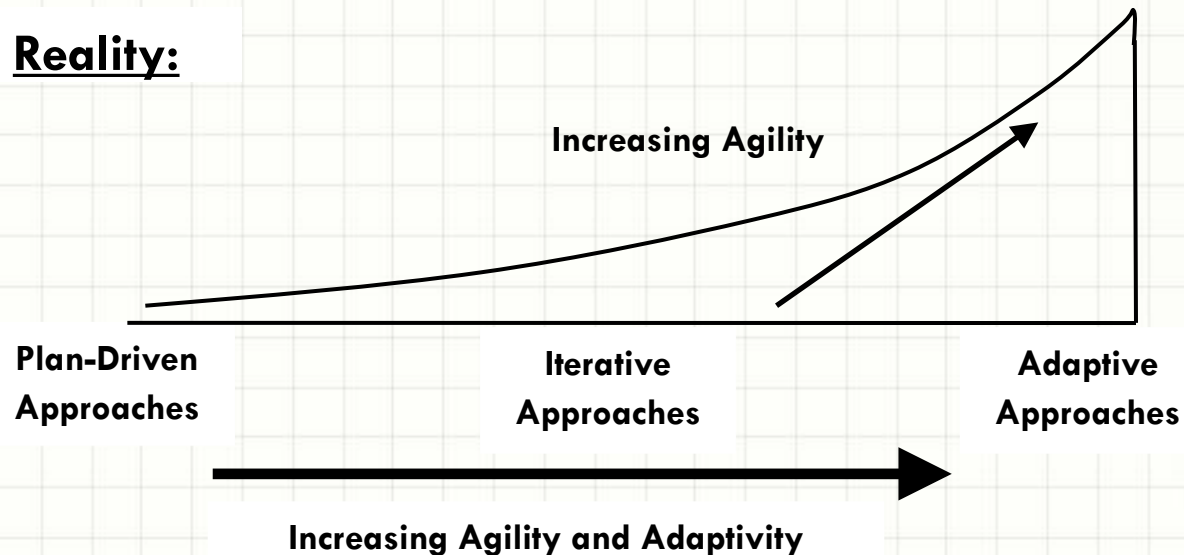 Reality:
Increasing Agility
Plan-Driven
Approaches
Iterative
Approaches
Adaptive
Approaches
Increasing Agility and Adaptivity